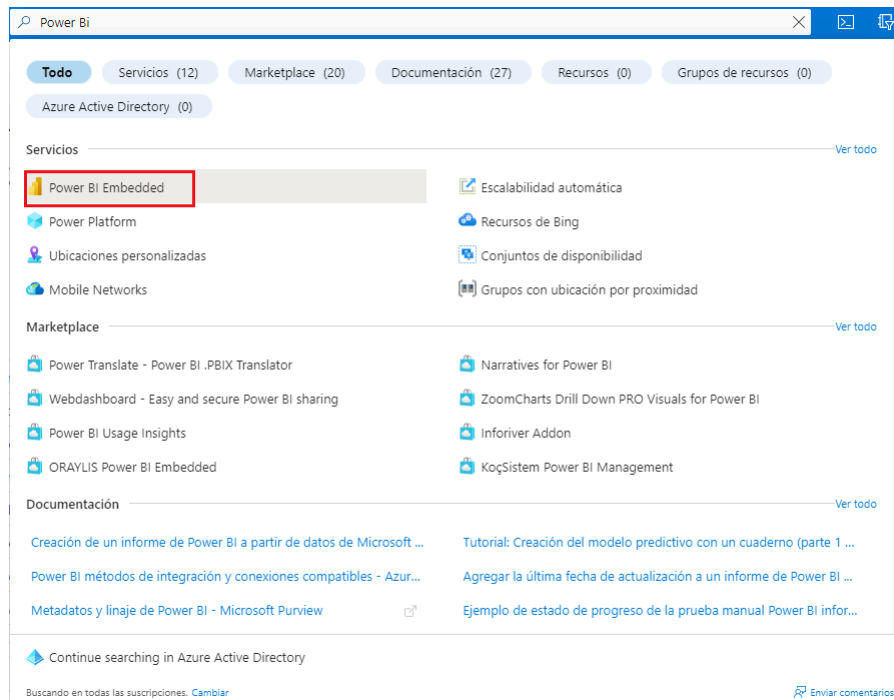 Power Bi
Todo
Servicios (12)
Marketplace (20)
Documentación (27)
Recursos (0)
Grupos de recursos (0)
Azure Active Directory (0)
Servicios
Ver todo
Power BI Embedded
Escalabilidad automática
Power Platform
Recursos de Bing
Ubicaciones personalizadas
Conjuntos de disponibilidad
Mobile Networks
Grupos con ubicación por proximidad
Marketplace
Ver todo
Power Translate - Power BI .PBIX Translator
Narratives for Power BI
Webdashboard - Easy and secure Power BI sharing
ZoomCharts Drill Down PRO Visuals for Power BI
Power BI Usage Insights
Inforiver Addon
ORAYLIS Power BI Embedded
KoçSistem Power BI Management
Documentación
Ver todo
Creación de un informe de Power BI a partir de datos de Microsoft ...
Tutorial: Creación del modelo predictivo con un cuaderno (parte 1 ...
Power BI métodos de integración y conexiones compatibles - Azur...
Agregar la última fecha de actualización a un informe de Power BI ...
Metadatos y linaje de Power BI - Microsoft Purview
Ejemplo de estado de progreso de la prueba manual Power BI infor...
Continue searching in Azure Active Directory
Buscando en todas las suscripciones. Cambiar
Enviar comentarios